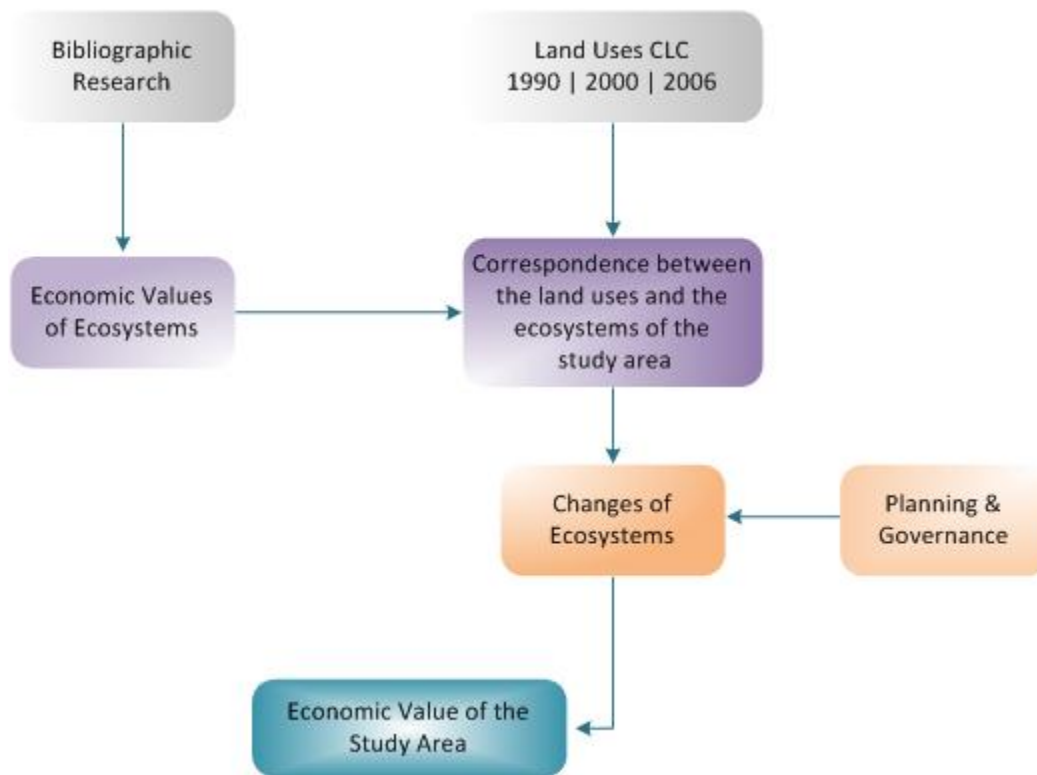 Bibliographic
Research
Land Uses CLC
1990 | 2000 | 2006
Economic Values
of Ecosystems
Correspondence between
the land uses and the
ecosystems of the
study area
Changes of
Ecosystems
Planning &
Governance
Economic Value of the
Study Area